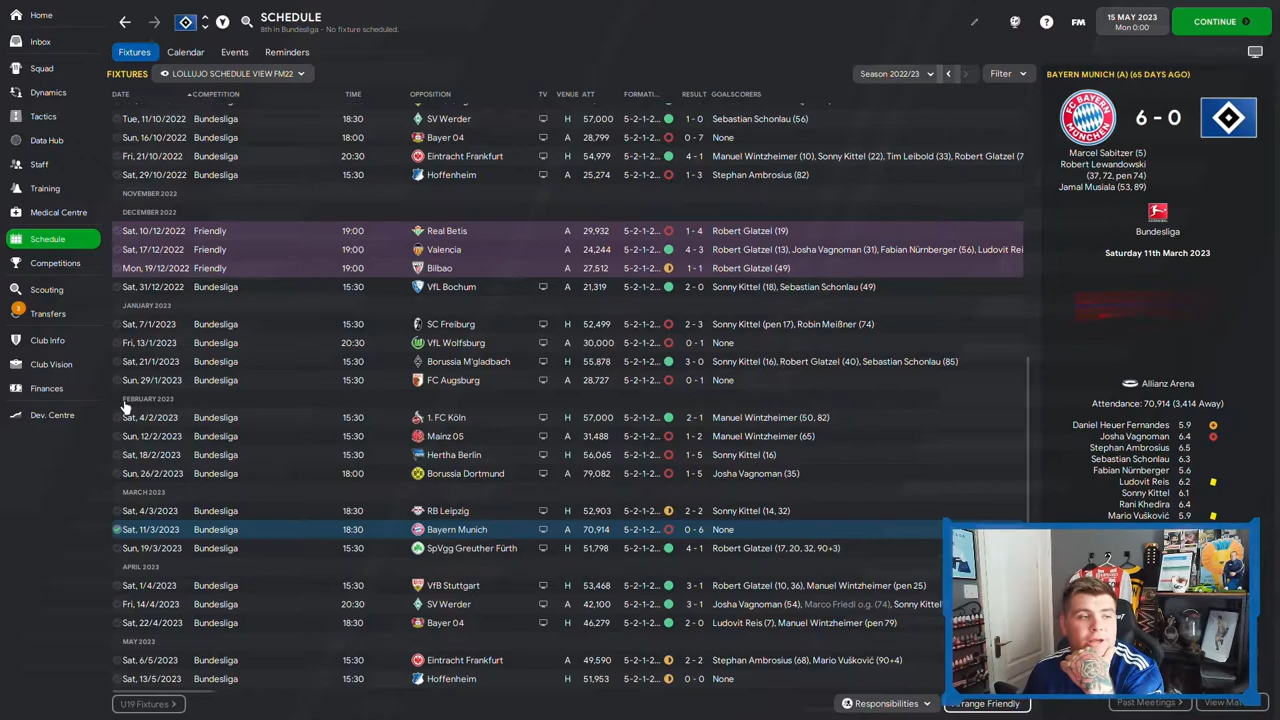 Home
Inbox
Squad
Dynamics
Tactics
Data Hub
Staff
Training
Medical Centre
Schedule
Competitions
Scouting
3
Transfers
Club Info
Club Vision
Finances
Dev. Centre
SCHEDULE
8th in Bundesliga - No fixture scheduled.
FM
15 MAY 2023
Mon 0:00
CONTINUE
Fixtures Calendar Events Reminders
FIXTURES LOLLUJO SCHEDULE VIEW FM22 Season 2022/23 Filter
DATE COMPETITION TIME OPPOSITION TV VENUE ATT FORMATI... RESULT GOALSCORERS
Tue, 11/10/2022 Bundesliga 18:30 SV Werder H 57,000 5-2-1-2... 1 - 0 Sebastian Schonlau (56)
Sun, 16/10/2022 Bundesliga 18:00 Bayer 04 A 28,799 5-2-1-2... 0 - 7 None
Fri, 21/10/2022 Bundesliga 20:30 Eintracht Frankfurt H 54,979 5-2-1-2... 4 - 1 Manuel Wintzheimer (10), Sonny Kittel (22), Tim Leibold (33), Robert Glatzel (7
Sat, 29/10/2022 Bundesliga 15:30 Hoffenheim A 25,274 5-2-1-2... 1 - 3 Stephan Ambrosius (82)
NOVEMBER 2022
DECEMBER 2022
Sat, 10/12/2022 Friendly 19:00 Real Betis A 29,932 5-2-1-2... 1 - 4 Robert Glatzel (19)
Sat, 17/12/2022 Friendly 19:00 Valencia A 24,244 5-2-1-2... 4 - 3 Robert Glatzel (13), Josha Vagnoman (31), Fabian Nürnberger (56), Ludovit Rei
Mon, 19/12/2022 Friendly 19:00 Bilbao A 27,512 5-2-1-2... 1 - 1 Robert Glatzel (49)
Sat, 31/12/2022 Bundesliga 15:30 VfL Bochum A 21,319 5-2-1-2... 2 - 0 Sonny Kittel (18), Sebastian Schonlau (49)
JANUARY 2023
Sat, 7/1/2023 Bundesliga 15:30 SC Freiburg H 52,499 5-2-1-2... 2 - 3 Sonny Kittel (pen 17), Robin Meißner (74)
Fri, 13/1/2023 Bundesliga 20:30 VfL Wolfsburg A 30,000 5-2-1-2... 0 - 1 None
Sat, 21/1/2023 Bundesliga 15:30 Borussia M'gladbach H 55,878 5-2-1-2... 3 - 0 Sonny Kittel (16), Robert Glatzel (40), Sebastian Schonlau (85)
Sun, 29/1/2023 Bundesliga 15:30 FC Augsburg A 28,727 5-2-1-2... 0 - 1 None
FEBRUARY 2023
Sat, 4/2/2023 Bundesliga 15:30 1. FC Köln H 57,000 5-2-1-2... 2 - 1 Manuel Wintzheimer (50, 82)
Sun, 12/2/2023 Bundesliga 15:30 Mainz 05 A 31,488 5-2-1-2... 1 - 2 Manuel Wintzheimer (65)
Sat, 18/2/2023 Bundesliga 15:30 Hertha Berlin H 56,065 5-2-1-2... 1 - 5 Sonny Kittel (16)
Sun, 26/2/2023 Bundesliga 18:00 Borussia Dortmund A 79,082 5-2-1-2... 1 - 5 Josha Vagnoman (35)
MARCH 2023
Sat, 4/3/2023 Bundesliga 18:30 RB Leipzig H 52,903 5-2-1-2... 2 - 2 Sonny Kittel (14, 32)
Sat, 11/3/2023 Bundesliga 18:30 Bayern Munich A 70,914 5-2-1-2... 0 - 6 None
Sun, 19/3/2023 Bundesliga 15:30 SpVgg Greuther Fürth H 51,798 5-2-1-2... 4 - 1 Robert Glatzel (17, 20, 32, 90+3)
APRIL 2023
Sat, 1/4/2023 Bundesliga 15:30 VfB Stuttgart H 53,468 5-2-1-2... 3 - 1 Robert Glatzel (10, 36), Manuel Wintzheimer (pen 25)
Fri, 14/4/2023 Bundesliga 20:30 SV Werder A 42,100 5-2-1-2... 3 - 1 Josha Vagnoman (54), Marco Friedl o.g. (74), Sonny Kittel
Sat, 22/4/2023 Bundesliga 18:30 Bayer 04 H 46,279 5-2-1-2... 2 - 0 Ludovit Reis (7), Manuel Wintzheimer (pen 79)
MAY 2023
Sat, 6/5/2023 Bundesliga 15:30 Eintracht Frankfurt A 49,590 5-2-1-2... 2 - 2 Stephan Ambrosius (68), Mario Vušković (90+4)
Sat, 13/5/2023 Bundesliga 15:30 Hoffenheim H 51,953 5-2-1-2... 0 - 0 None
U19 Fixtures Responsibilities Arrange Friendly Past Meetings
BAYERN MUNICH (A) (65 DAYS AGO)
6 - 0
Marcel Sabitzer (5)
Robert Lewandowski
(37, 72, pen 74)
Jamal Musiala (53, 89)
Bundesliga
Saturday 11th March 2023
Allianz Arena
Attendance: 70,914 (3,414 Away)
Daniel Heuer Fernandes 5.9
Josha Vagnoman 6.4
Stephan Ambrosius 6.5
Sebastian Schonlau 6.3
Fabian Nürnberger 5.6
Ludovit Reis 6.2
Sonny Kittel 6.1
Rani Khedira 6.4
Mario Vušković 5.9